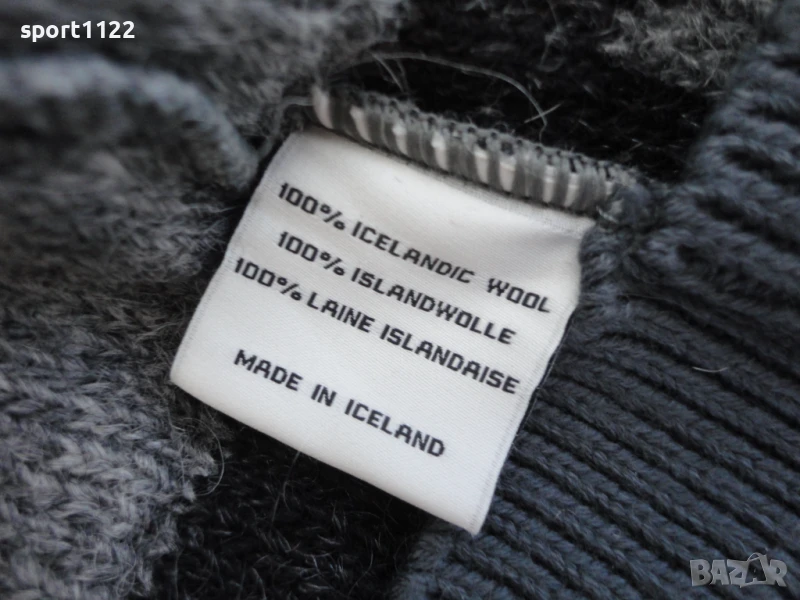 sport1122
100% ICELANDIC WOOL
100% ISLANDWOLLE
100% LAINE ISLANDAISE
MADE IN ICELAND
BAZAR